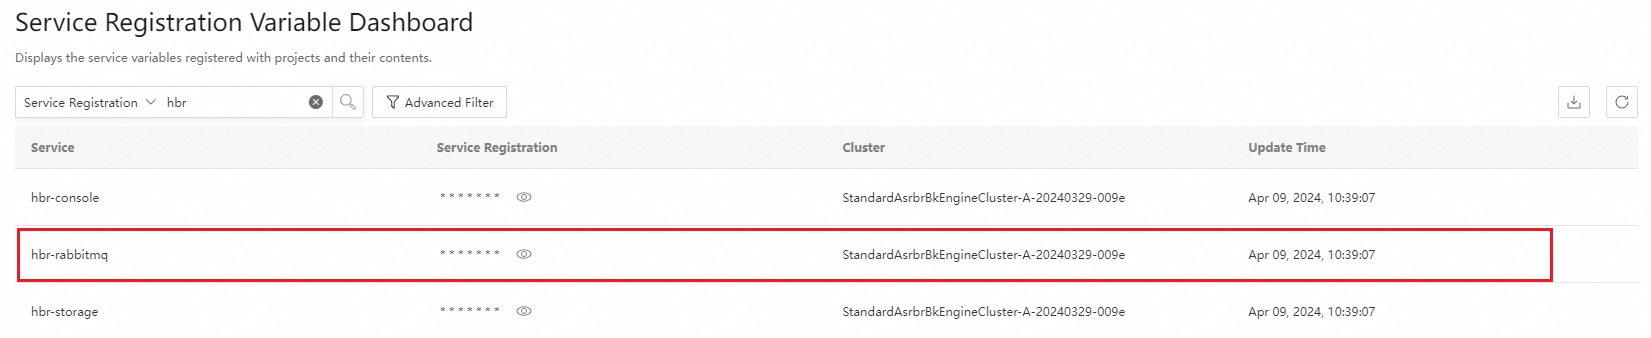 Service Registration Variable Dashboard
Displays the service variables registered with projects and their contents.
Service Registration hbr Advanced Filter
Service Service Registration Cluster Update Time
hbr-console ******* StandardAsrbrBkEngineCluster-A-20240329-009e Apr 09, 2024, 10:39:07
hbr-rabbitmq ******* StandardAsrbrBkEngineCluster-A-20240329-009e Apr 09, 2024, 10:39:07
hbr-storage ******* StandardAsrbrBkEngineCluster-A-20240329-009e Apr 09, 2024, 10:39:07